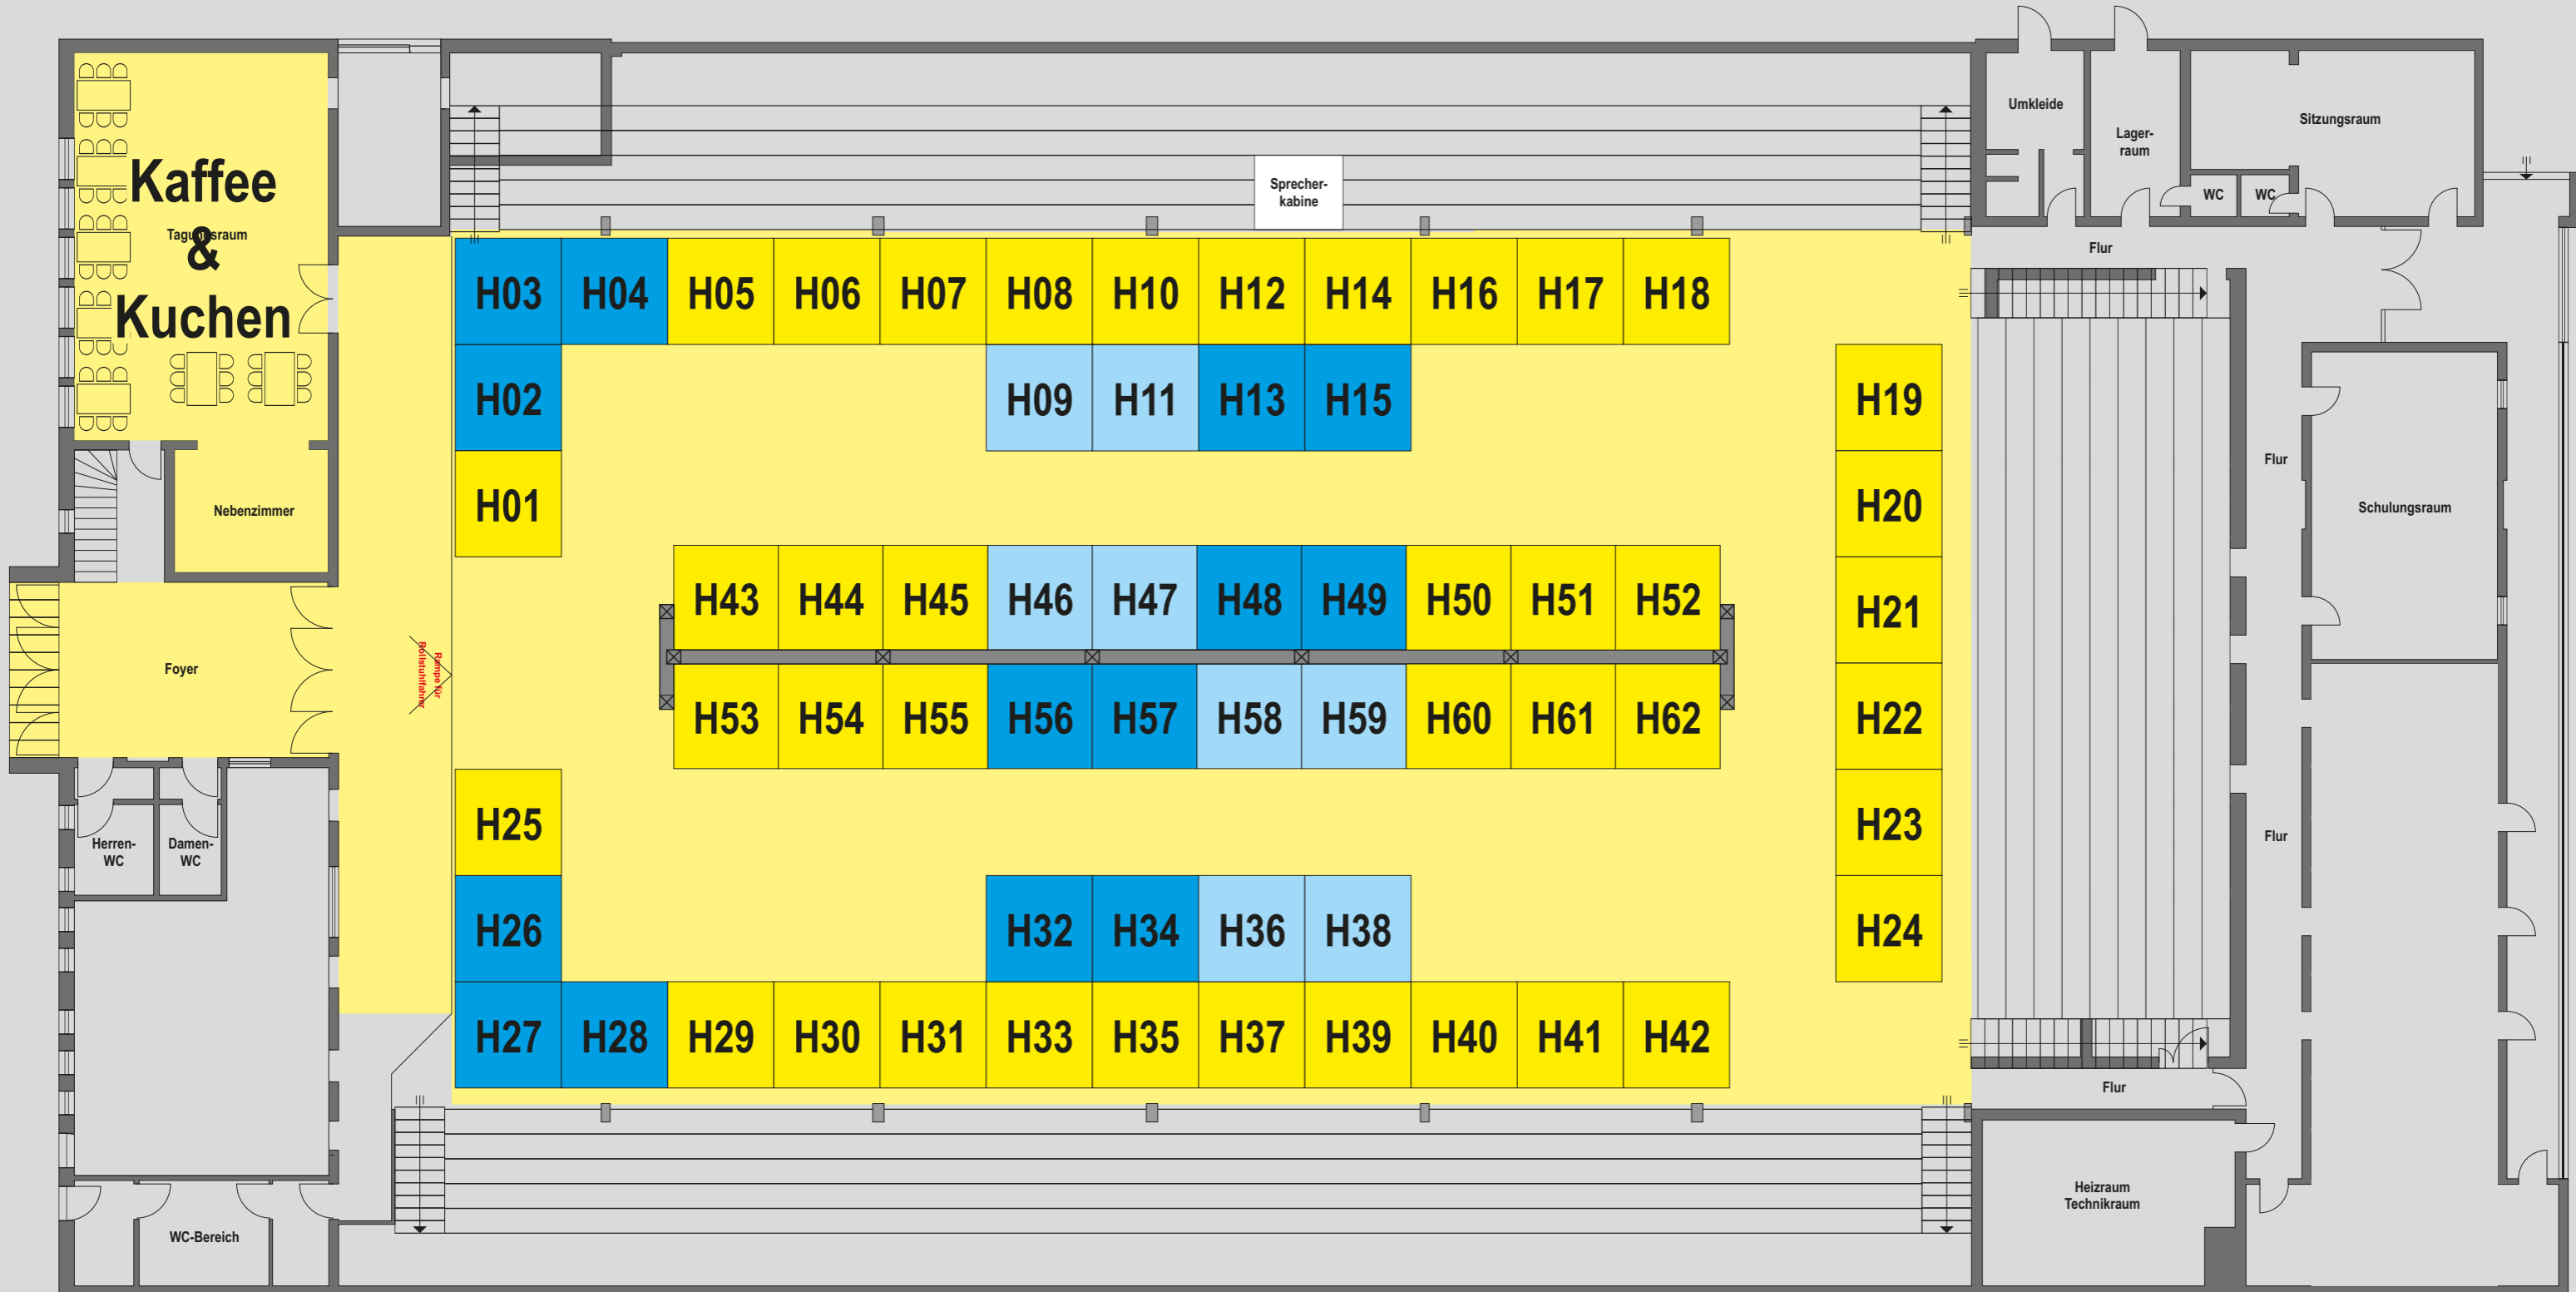 Umkleide
Lager-
raum
Sitzungsraum
WC
WC
Kaffee
&
Kuchen
Tagungsraum
Sprecher-
kabine
Flur
H03 H04 H05 H06 H07 H08 H10 H12 H14 H16 H17 H18
H02 H09 H11 H13 H15 H19
H01 H20
Nebenzimmer
Flur
Schulungsraum
H43 H44 H45 H46 H47 H48 H49 H50 H51 H52 H21
Foyer
Rampe für
Rollstuhlfahrer
H53 H54 H55 H56 H57 H58 H59 H60 H61 H62 H22
H25 H23
Herren-
WC
Damen-
WC
Flur
H26 H32 H34 H36 H38 H24
H27 H28 H29 H30 H31 H33 H35 H37 H39 H40 H41 H42
Flur
Heizraum
Technikraum
WC-Bereich